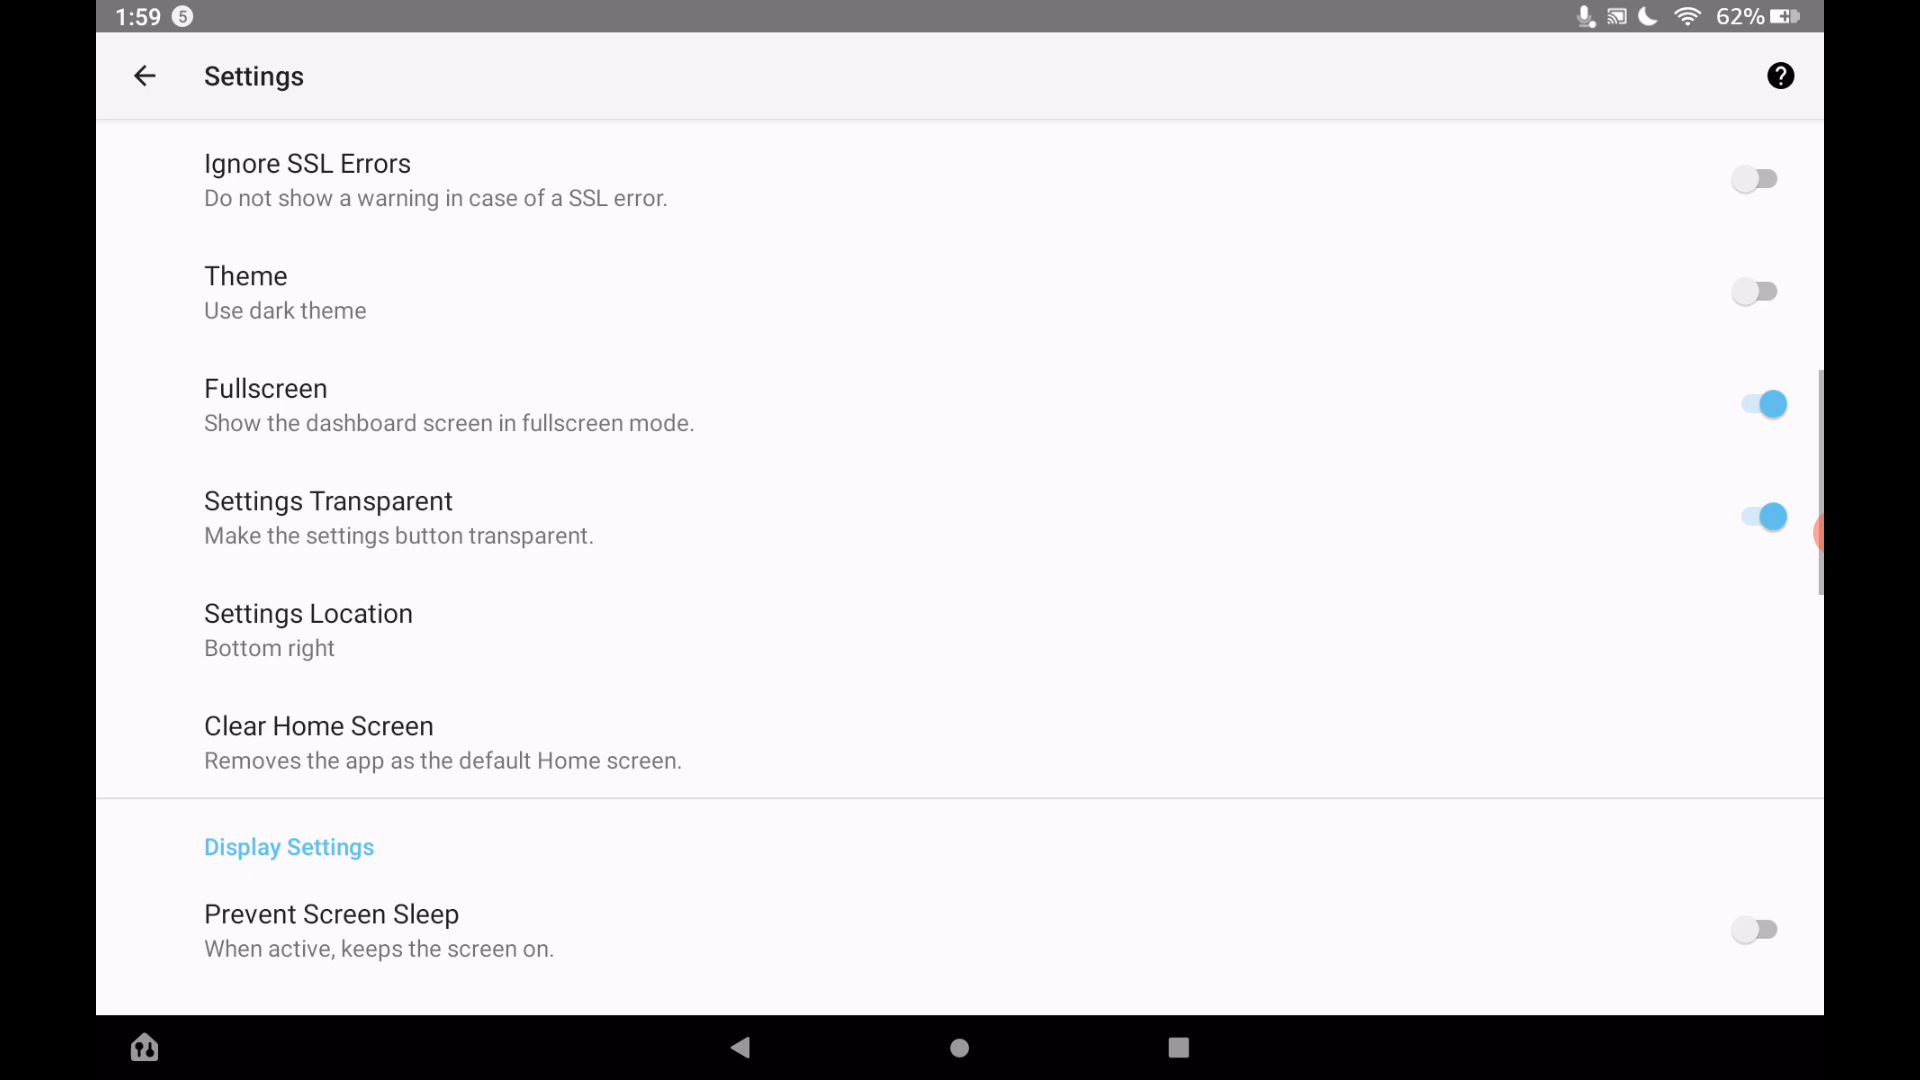 1:59 5
62%
Settings
?
Ignore SSL Errors
Do not show a warning in case of a SSL error.
Theme
Use dark theme
Fullscreen
Show the dashboard screen in fullscreen mode.
Settings Transparent
Make the settings button transparent.
Settings Location
Bottom right
Clear Home Screen
Removes the app as the default Home screen.
Display Settings
Prevent Screen Sleep
When active, keeps the screen on.